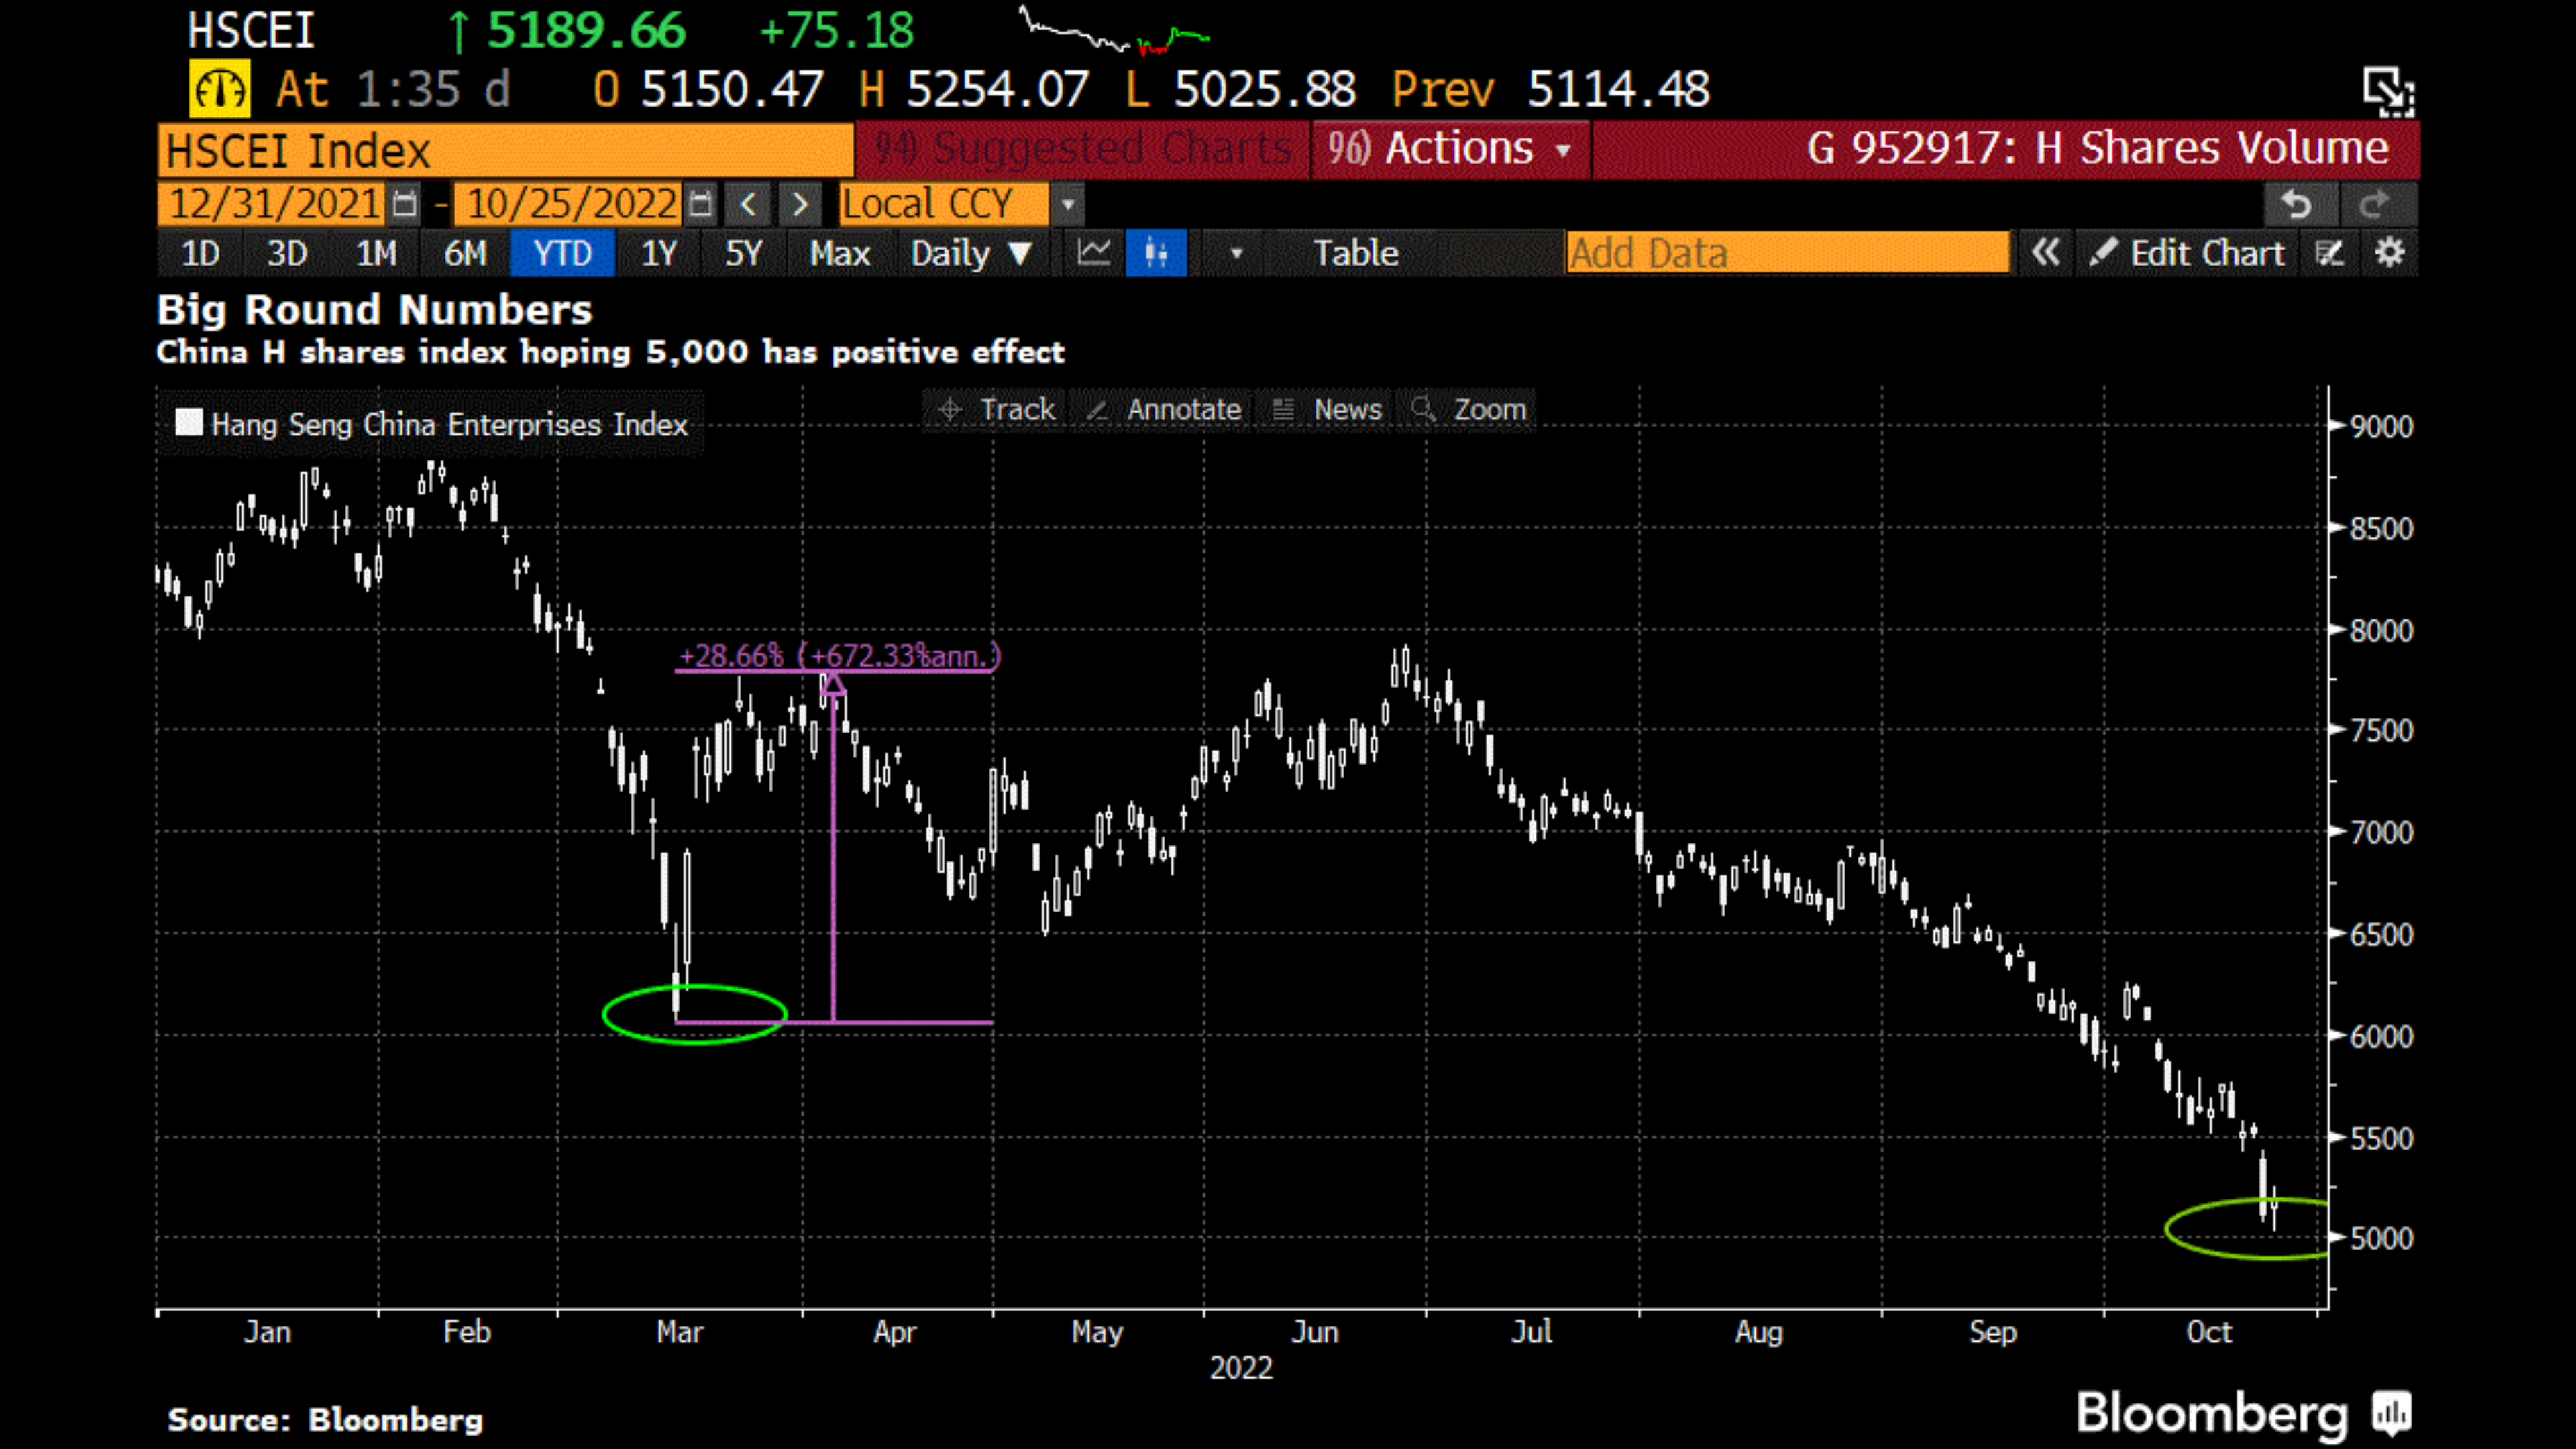 HSCEI ↑ 5189.66 +75.18
At 1:35 d O 5150.47 H 5254.07 L 5025.88 Prev 5114.48
HSCEI Index 94) Suggested Charts 96) Actions G 952917: H Shares Volume
12/31/2021 - 10/25/2022 < > Local CCY
1D 3D 1M 6M YTD 1Y 5Y Max Daily ▼ Table Add Data « Edit Chart
Big Round Numbers
China H shares index hoping 5,000 has positive effect
Hang Seng China Enterprises Index
Track Annotate News Zoom
+28.66% (+672.33%ann.)
9000
8500
8000
7500
7000
6500
6000
5500
5000
Jan Feb Mar Apr May Jun Jul Aug Sep Oct
2022
Source: Bloomberg
Bloomberg